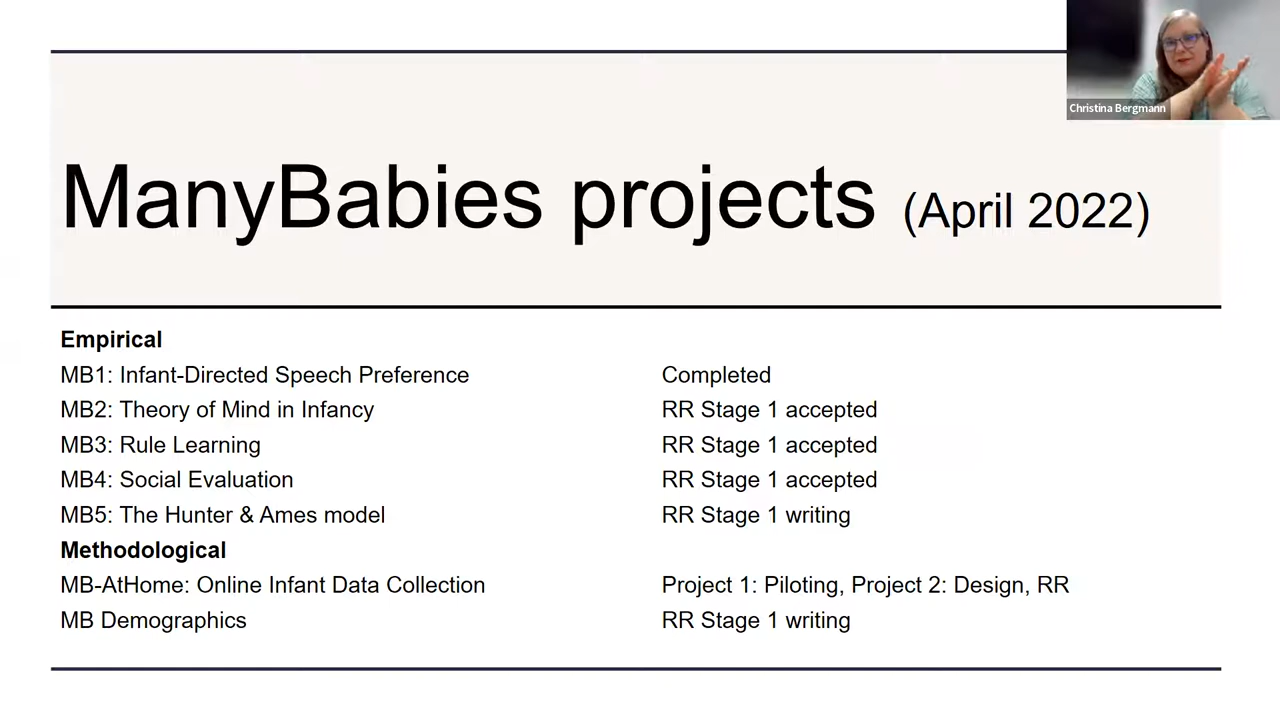 Christina Bergmann
ManyBabies projects (April 2022)
Empirical
MB1: Infant-Directed Speech Preference Completed
MB2: Theory of Mind in Infancy RR Stage 1 accepted
MB3: Rule Learning RR Stage 1 accepted
MB4: Social Evaluation RR Stage 1 accepted
MB5: The Hunter & Ames model RR Stage 1 writing
Methodological
MB-AtHome: Online Infant Data Collection Project 1: Piloting, Project 2: Design, RR
MB Demographics RR Stage 1 writing